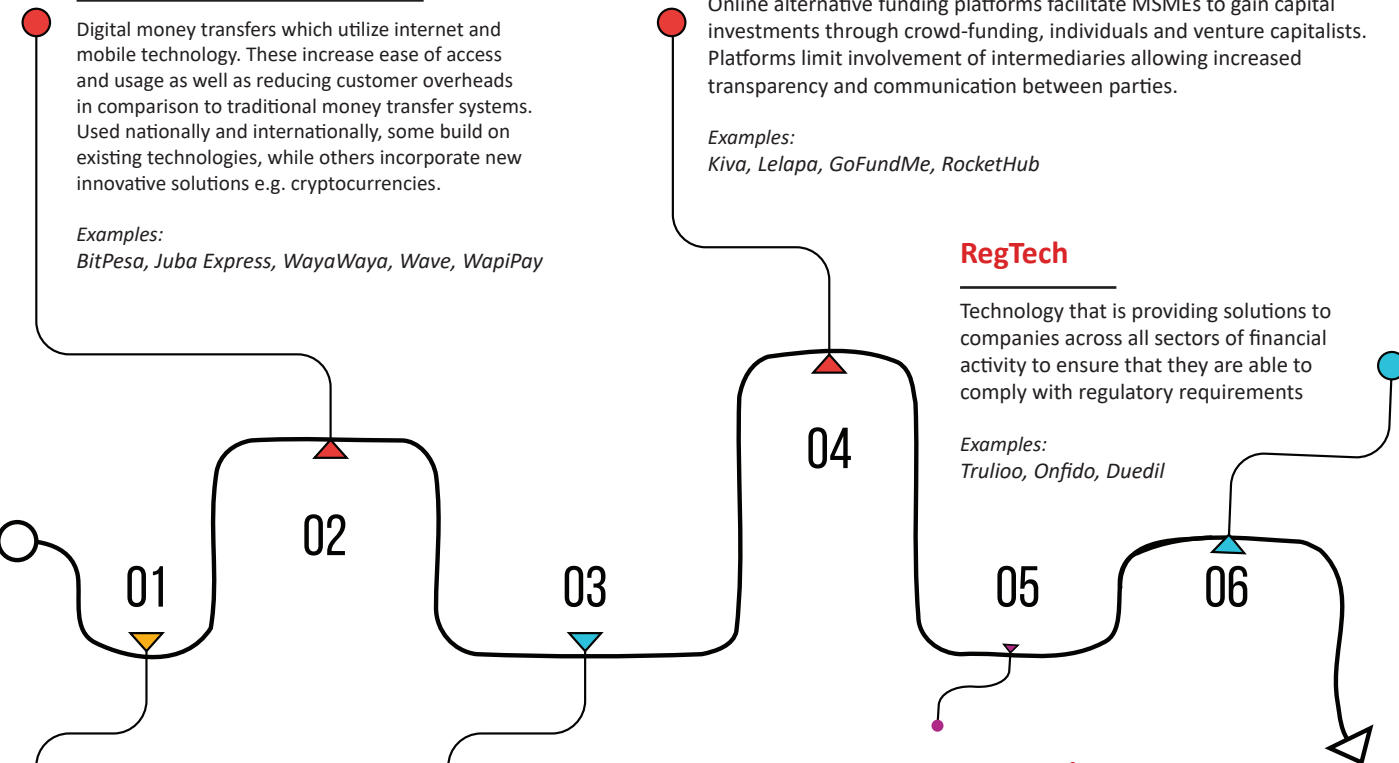 Digital money transfers which utilize internet and
mobile technology. These increase ease of access
and usage as well as reducing customer overheads
in comparison to traditional money transfer systems.
Used nationally and internationally, some build on
existing technologies, while others incorporate new
innovative solutions e.g. cryptocurrencies.
Examples:
BitPesa, Juba Express, WayaWaya, Wave, WapiPay
Online alternative funding platforms facilitate MSMEs to gain capital
investments through crowd-funding, individuals and venture capitalists.
Platforms limit involvement of intermediaries allowing increased
transparency and communication between parties.
Examples:
Kiva, Lelapa, GoFundMe, RocketHub
RegTech
Technology that is providing solutions to
companies across all sectors of financial
activity to ensure that they are able to
comply with regulatory requirements
Examples:
Trulioo, Onfido, Duedil
01
02
03
04
05
06